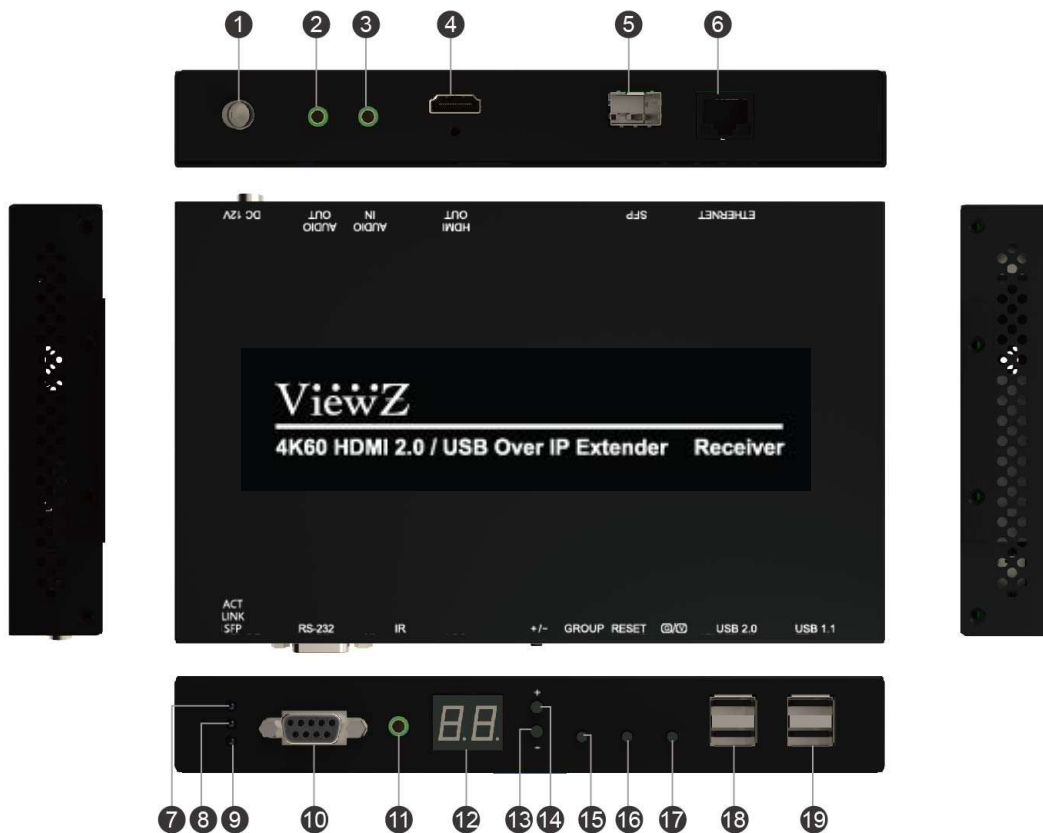 1 2 3 4 5 6
DC 12V AUDIO OUT AUDIO IN HDMI OUT SFP ETHERNET
ViewZ
4K60 HDMI 2.0 / USB Over IP Extender Receiver
ACT
LINK
SFP RS-232 IR +/- GROUP RESET G/V USB 2.0 USB 1.1
+
88
-
7 8 9 10 11 12 13 14 15 16 17 18 19